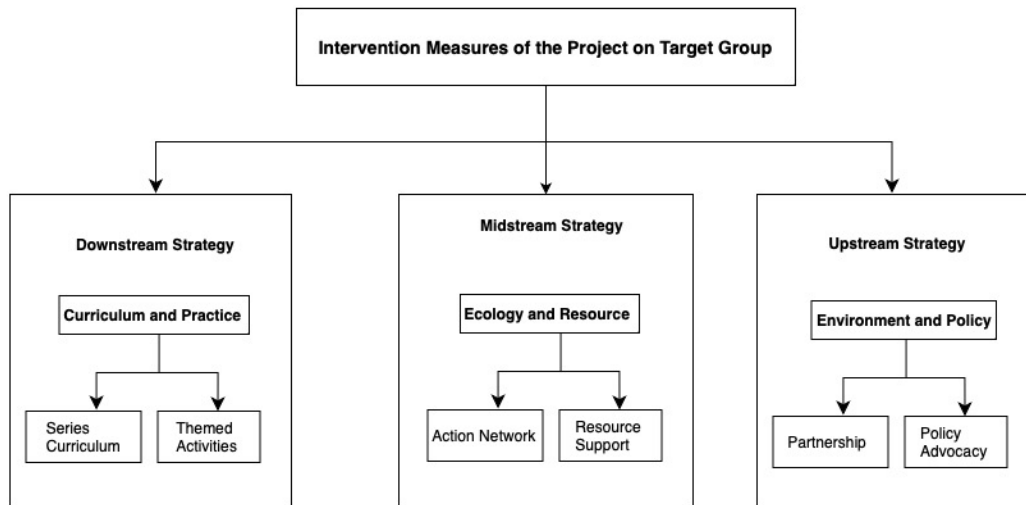 Intervention Measures of the Project on Target Group
Downstream Strategy
Curriculum and Practice
Series
Curriculum
Themed
Activities
Midstream Strategy
Ecology and Resource
Action Network
Resource
Support
Upstream Strategy
Environment and Policy
Partnership
Policy
Advocacy